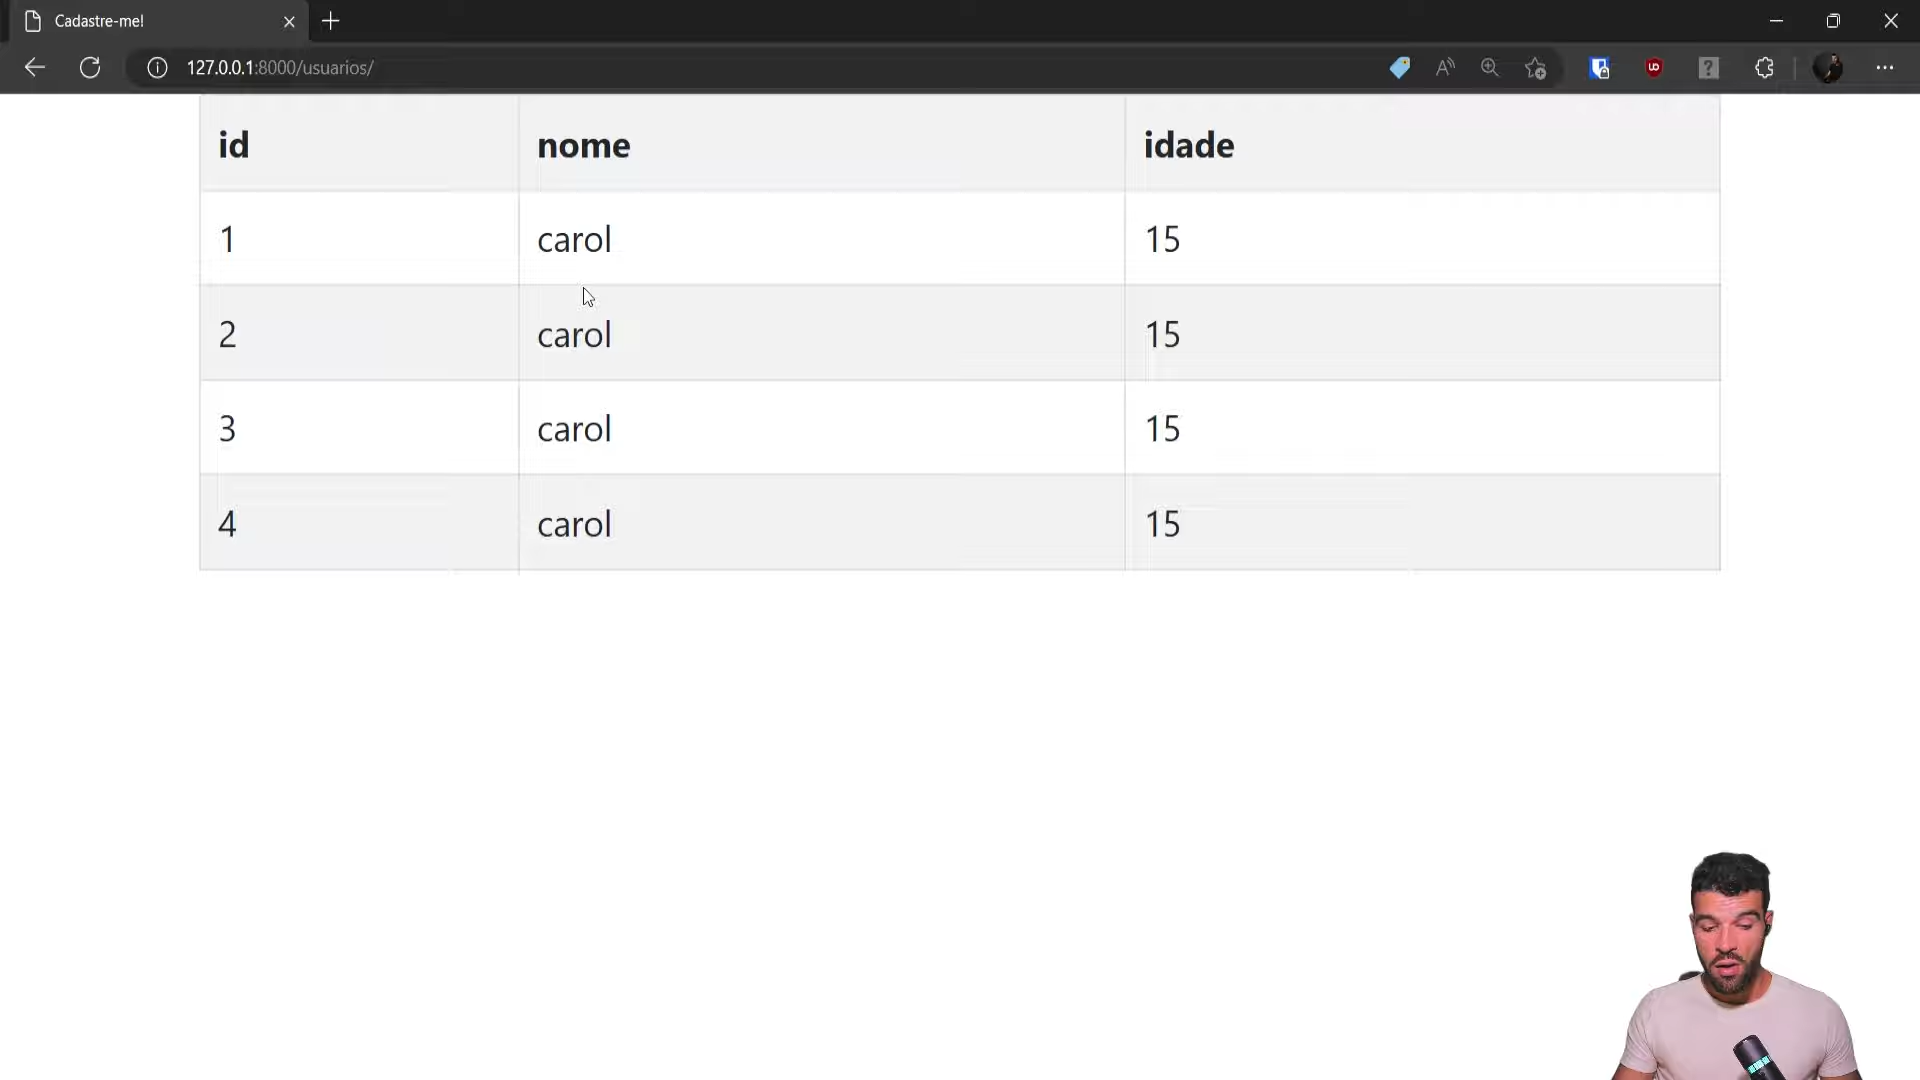 Cadastre-me!
127.0.0.1:8000/usuarios/
id nome idade
1 carol 15
2 carol 15
3 carol 15
4 carol 15